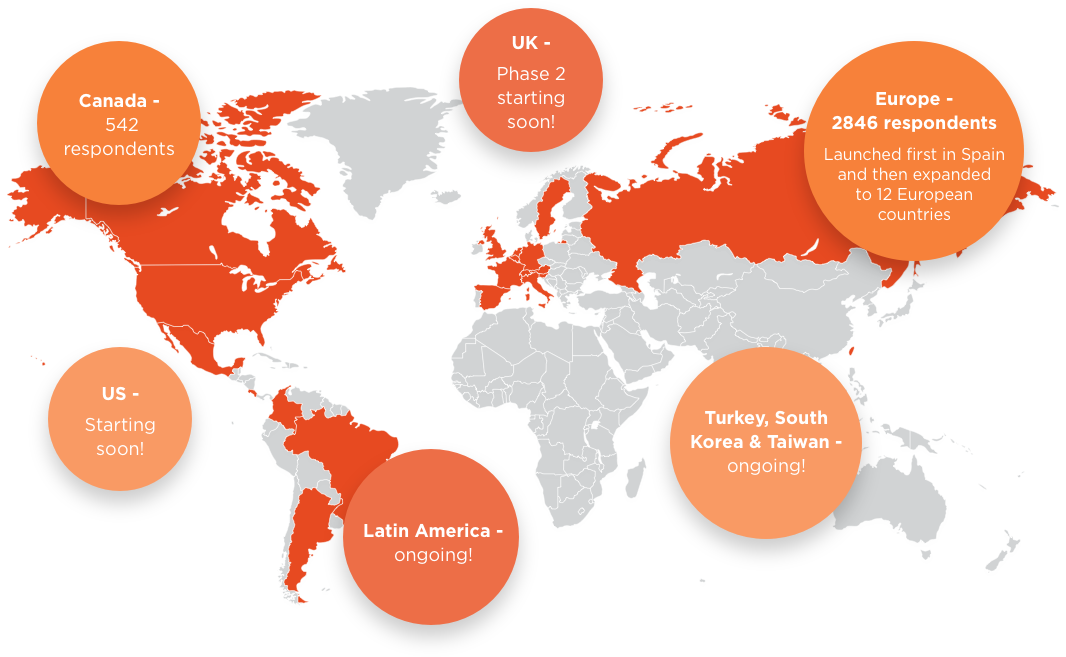 UK -
Phase 2
starting
soon!
Canada -
542
respondents
Europe -
2846 respondents
Launched first in Spain
and then expanded
to 12 European
countries
US -
Starting
soon!
Turkey, South
Korea & Taiwan -
ongoing!
Latin America -
ongoing!